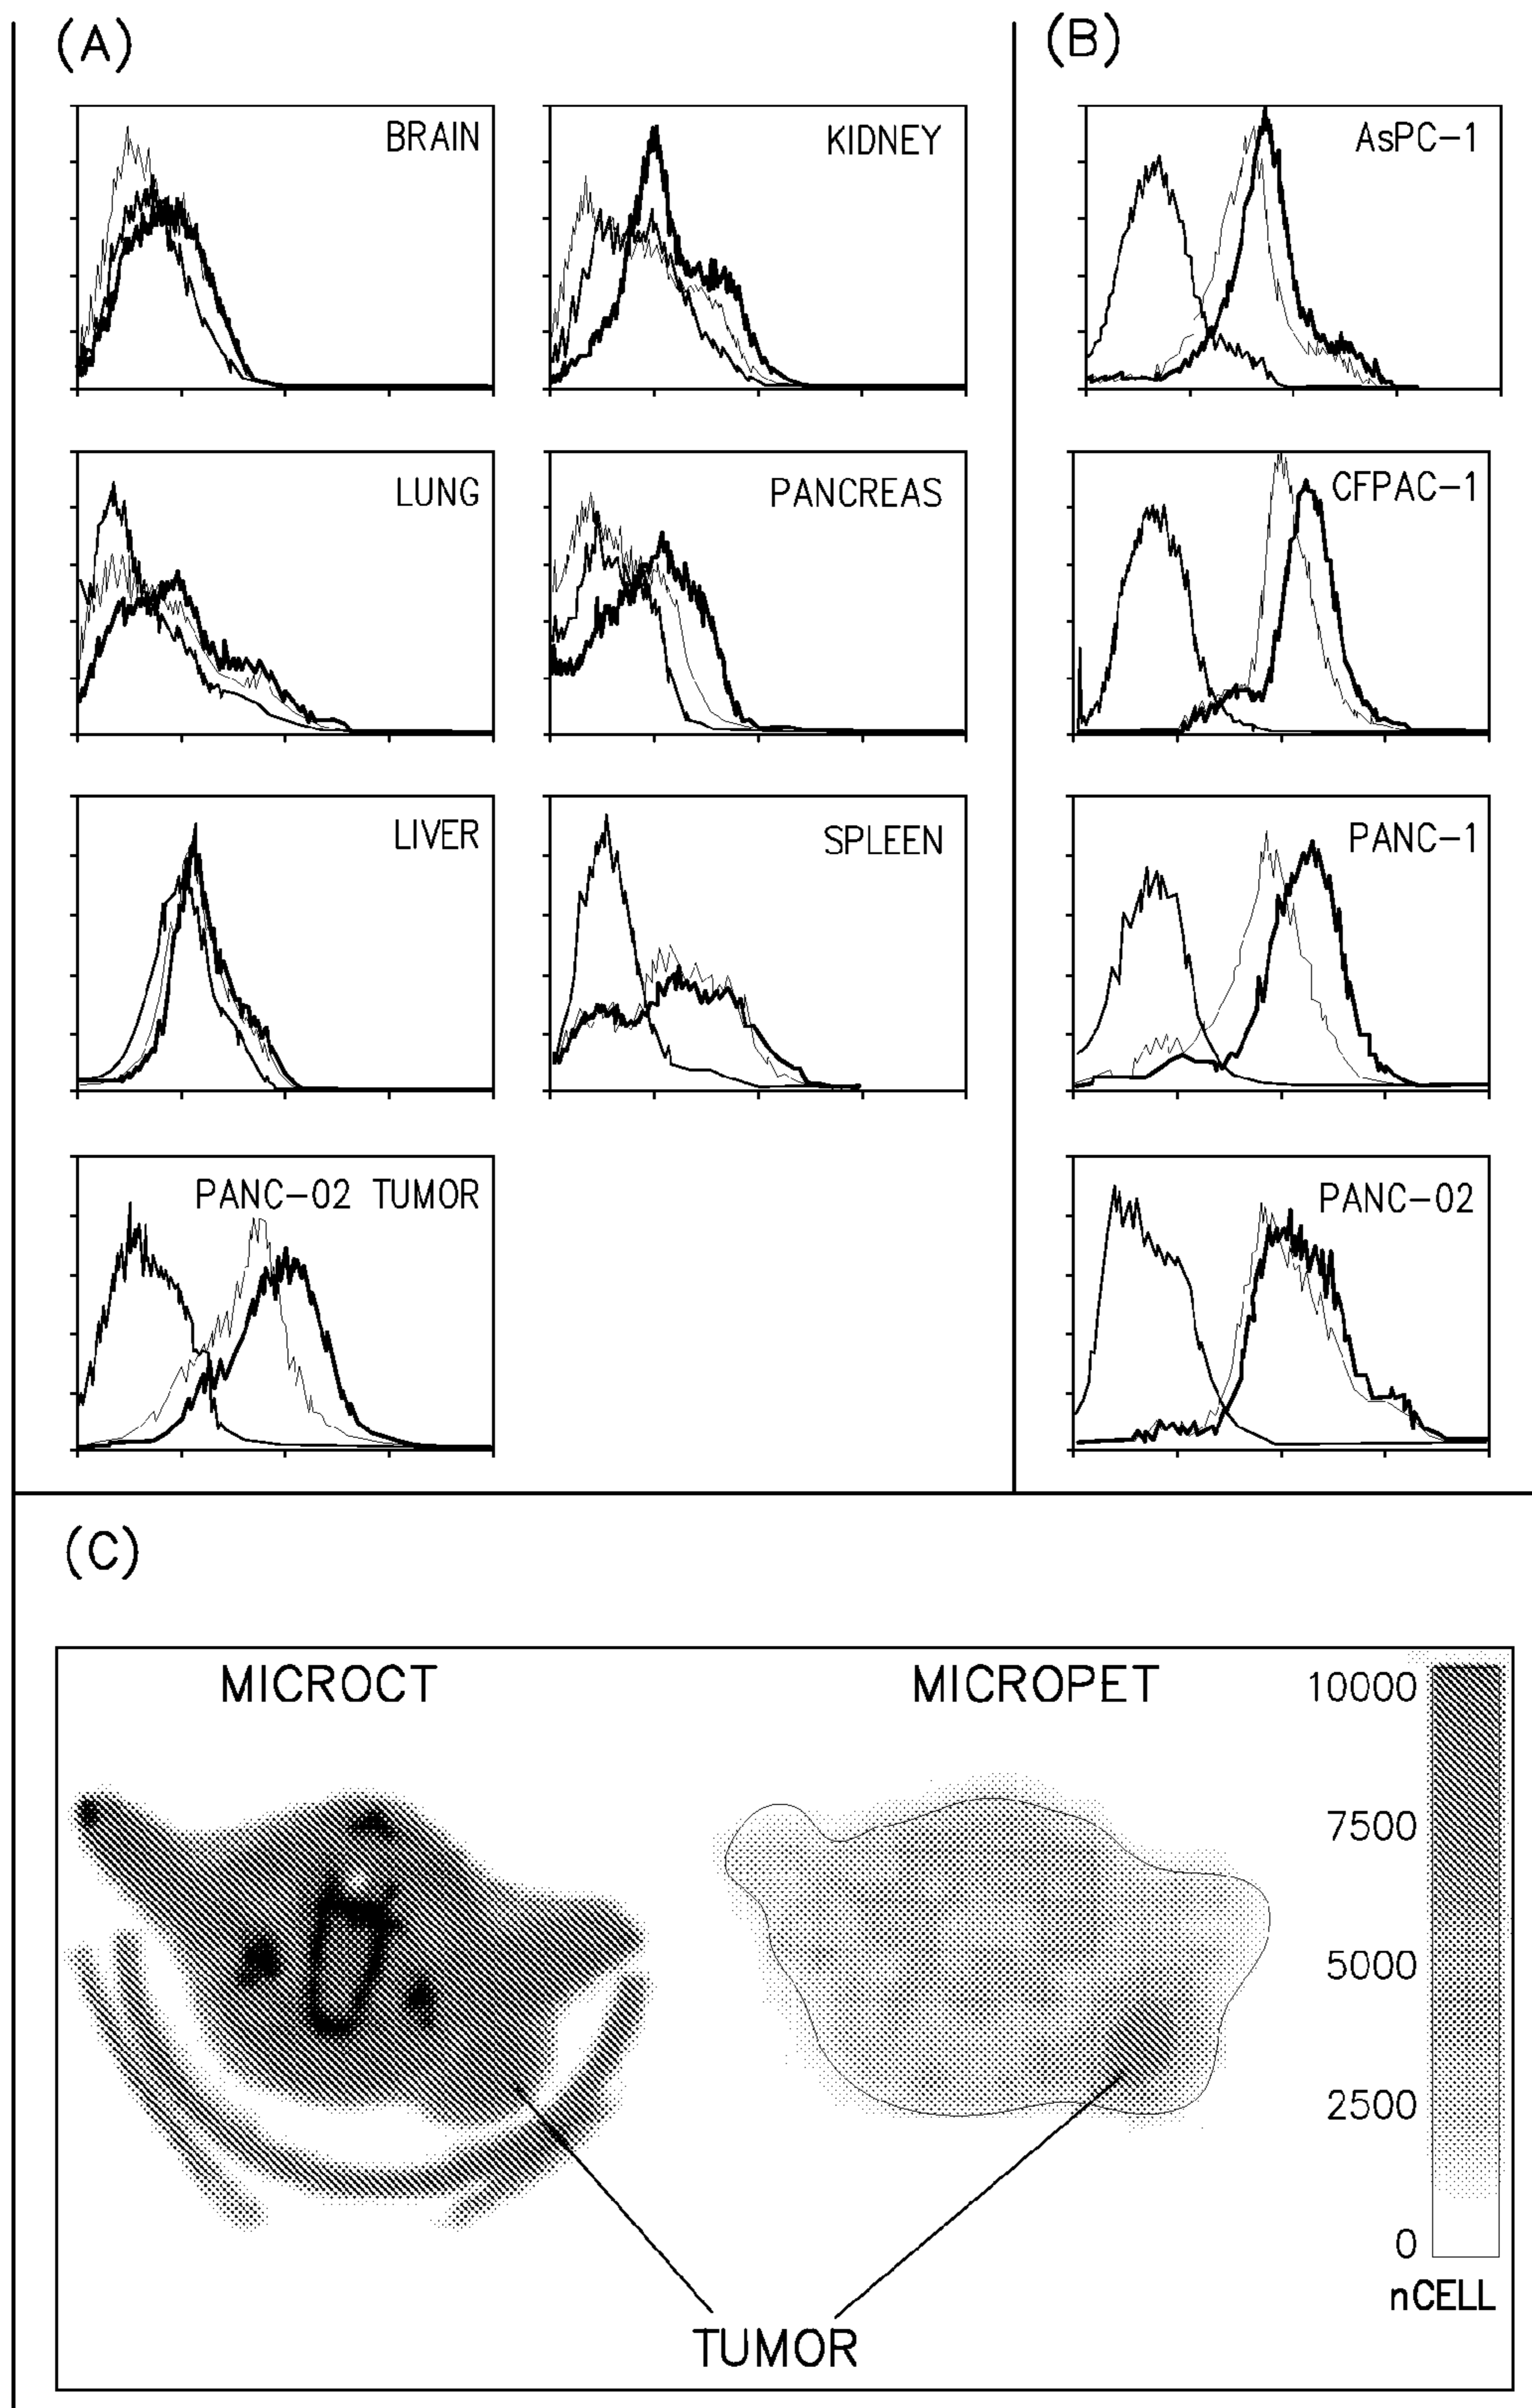 (A)
BRAIN
KIDNEY
LUNG
PANCREAS
LIVER
SPLEEN
PANC-02 TUMOR
(B)
AsPC-1
CFPAC-1
PANC-1
PANC-02
(C)
MICROCT
MICROPET
10000
7500
5000
2500
0
nCELL
TUMOR